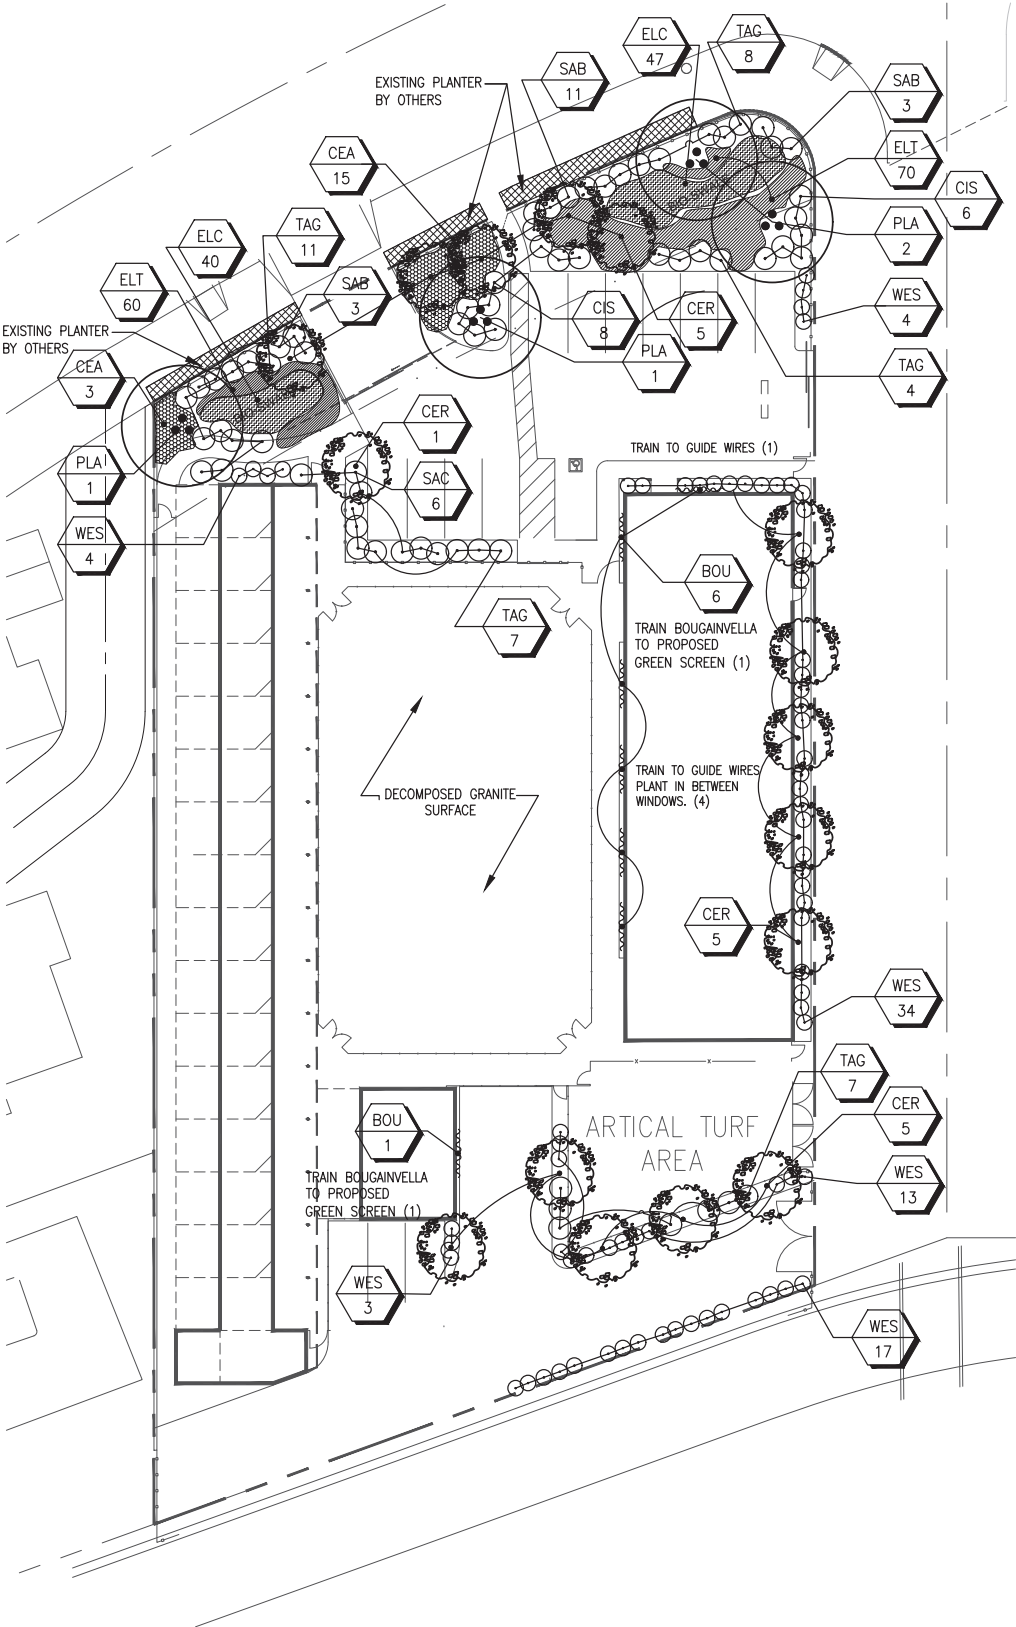 ELC
47
TAG
8
SAB
11
EXISTING PLANTER
BY OTHERS
SAB
3
CEA
15
ELT
70
CIS
6
TAG
11
ELC
40
PLA
2
ELT
60
SAB
3
WES
4
CIS
8
CER
5
EXISTING PLANTER
BY OTHERS
CEA
3
PLA
1
TAG
4
CER
1
TRAIN TO GUIDE WIRES (1)
PLA
1
SAC
6
WES
4
BOU
6
TAG
7
TRAIN BOUGAINVELLA
TO PROPOSED
GREEN SCREEN (1)
TRAIN TO GUIDE WIRES
PLANT IN BETWEEN
WINDOWS. (4)
DECOMPOSED GRANITE
SURFACE
CER
5
WES
34
TAG
7
CER
5
BOU
1
ARTICAL TURF
AREA
TRAIN BOUGAINVELLA
TO PROPOSED
GREEN SCREEN (1)
WES
13
WES
3
WES
17